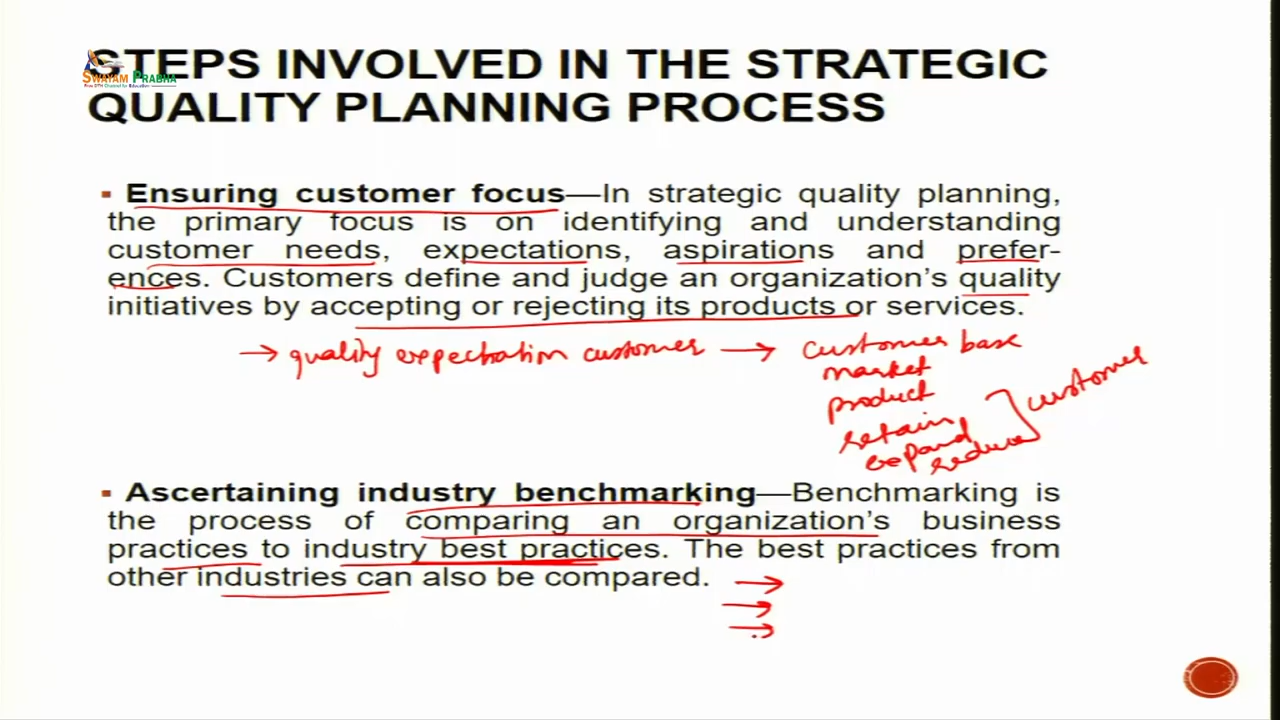 STEPS INVOLVED IN THE STRATEGIC
SWAYAM PRABHA
QUALITY PLANNING PROCESS
▪ Ensuring customer focus—In strategic quality planning,
the primary focus is on identifying and understanding
customer needs, expectations, aspirations and prefer-
ences. Customers define and judge an organization's quality
initiatives by accepting or rejecting its products or services.
→ quality expectation customer → customer base
market
product
retain
expand
reduce
customer
▪ Ascertaining industry benchmarking—Benchmarking is
the process of comparing an organization's business
practices to industry best practices. The best practices from
other industries can also be compared. →
→
→